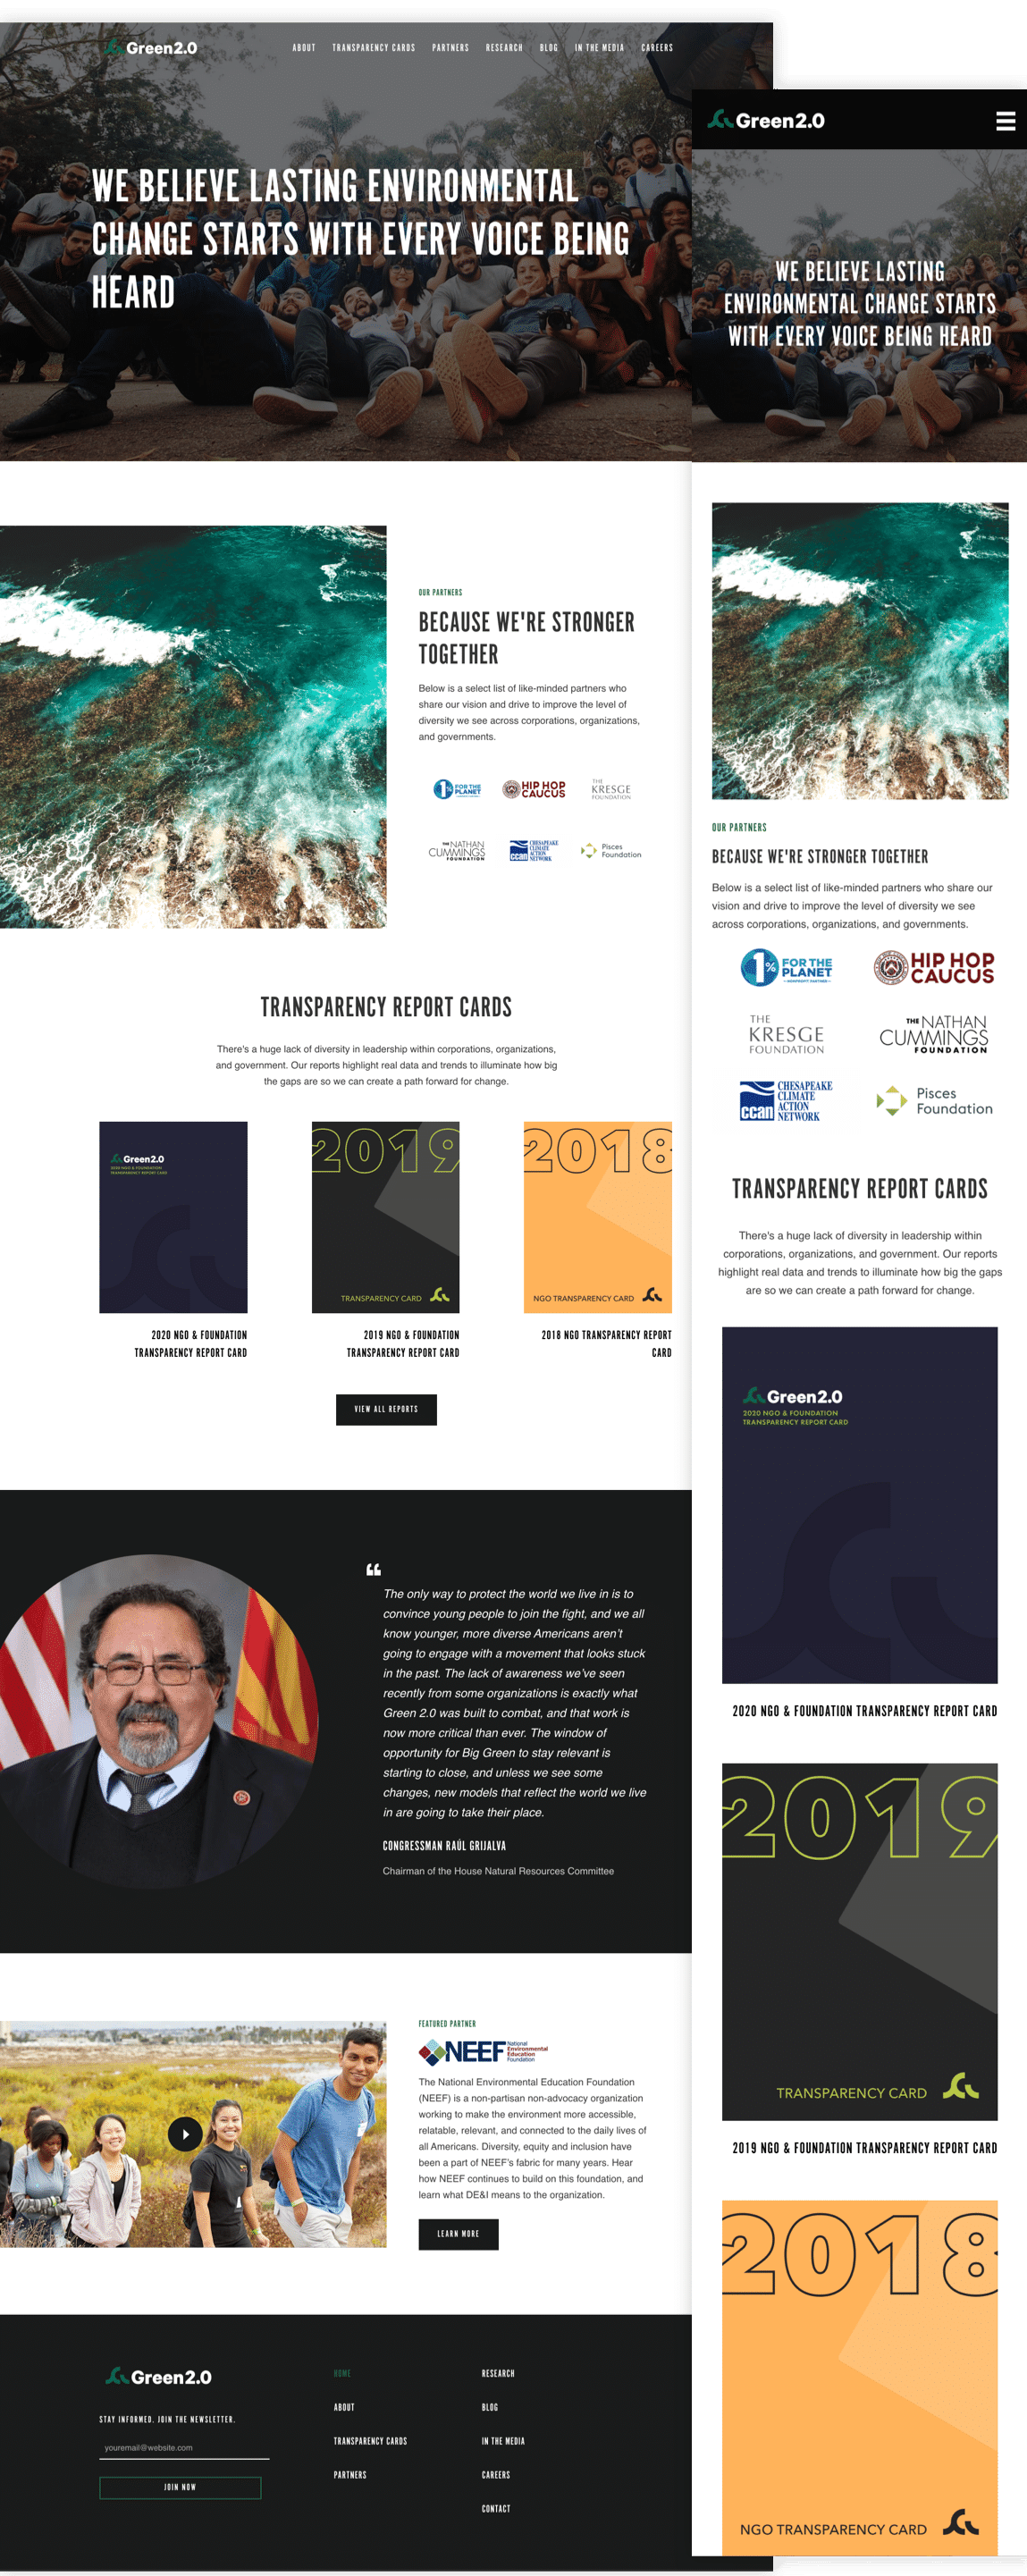 Green2.0
ABOUT TRANSPARENCY CARDS PARTNERS RESEARCH BLOG IN THE MEDIA CAREERS
WE BELIEVE LASTING ENVIRONMENTAL
CHANGE STARTS WITH EVERY VOICE BEING
HEARD
OUR PARTNERS
BECAUSE WE'RE STRONGER
TOGETHER
Below is a select list of like-minded partners who
share our vision and drive to improve the level of
diversity we see across corporations, organizations,
and governments.
1% FOR THE
PLANET
HIP HOP
CAUCUS
THE
KRESGE
FOUNDATION
THE NATHAN
CUMMINGS
FOUNDATION
ccan
CHESAPEAKE
CLIMATE
ACTION
NETWORK
Pisces
Foundation
TRANSPARENCY REPORT CARDS
There's a huge lack of diversity in leadership within corporations, organizations,
and government. Our reports highlight real data and trends to illuminate how big
the gaps are so we can create a path forward for change.
Green2.0
2020 NGO & FOUNDATION
TRANSPARENCY REPORT CARD
2019
TRANSPARENCY CARD
2018
NGO TRANSPARENCY CARD
2020 NGO & FOUNDATION
TRANSPARENCY REPORT CARD
2019 NGO & FOUNDATION
TRANSPARENCY REPORT CARD
2018 NGO TRANSPARENCY REPORT
CARD
VIEW ALL REPORTS
“
The only way to protect the world we live in is to
convince young people to join the fight, and we all
know younger, more diverse Americans aren't
going to engage with a movement that looks stuck
in the past. The lack of awareness we've seen
recently from some organizations is exactly what
Green 2.0 was built to combat, and that work is
now more critical than ever. The window of
opportunity for Big Green to stay relevant is
starting to close, and unless we see some
changes, new models that reflect the world we live
in are going to take their place.
CONGRESSMAN RAÚL GRIJALVA
Chairman of the House Natural Resources Committee
FEATURED PARTNER
NEEF
National
Environmental
Education
Foundation
The National Environmental Education Foundation
(NEEF) is a non-partisan non-advocacy organization
working to make the environment more accessible,
relatable, relevant, and connected to the daily lives of
all Americans. Diversity, equity and inclusion have
been a part of NEEF's fabric for many years. Hear
how NEEF continues to build on this foundation, and
learn what DE&I means to the organization.
LEARN MORE
Green2.0
STAY INFORMED. JOIN THE NEWSLETTER.
youremail@website.com
JOIN NOW
HOME
ABOUT
TRANSPARENCY CARDS
PARTNERS
RESEARCH
BLOG
IN THE MEDIA
CAREERS
CONTACT
Green2.0
WE BELIEVE LASTING
ENVIRONMENTAL CHANGE STARTS
WITH EVERY VOICE BEING HEARD
OUR PARTNERS
BECAUSE WE'RE STRONGER TOGETHER
Below is a select list of like-minded partners who share our
vision and drive to improve the level of diversity we see
across corporations, organizations, and governments.
1% FOR THE
PLANET
NONPROFIT PARTNER
HIP HOP
CAUCUS
THE
KRESGE
FOUNDATION
THE NATHAN
CUMMINGS
FOUNDATION
ccan
CHESAPEAKE
CLIMATE
ACTION
NETWORK
Pisces
Foundation
TRANSPARENCY REPORT CARDS
There's a huge lack of diversity in leadership within
corporations, organizations, and government. Our reports
highlight real data and trends to illuminate how big the gaps
are so we can create a path forward for change.
Green2.0
2020 NGO & FOUNDATION
TRANSPARENCY REPORT CARD
2020 NGO & FOUNDATION TRANSPARENCY REPORT CARD
2019
TRANSPARENCY CARD
2019 NGO & FOUNDATION TRANSPARENCY REPORT CARD
2018
NGO TRANSPARENCY CARD